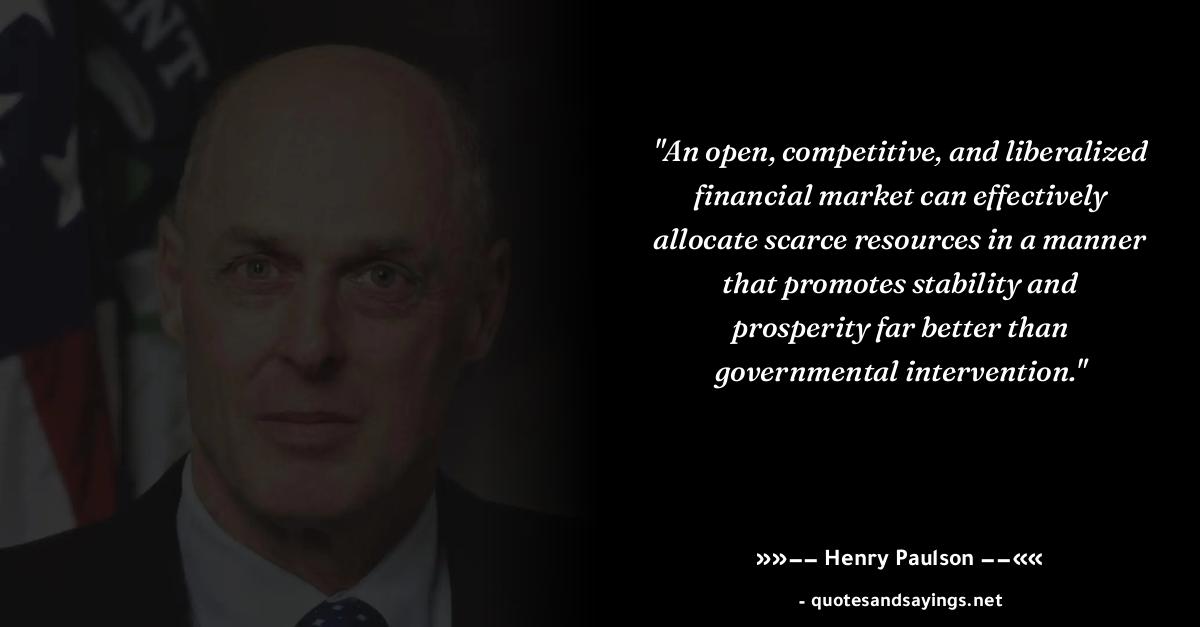 ENT
"An open, competitive, and liberalized
financial market can effectively
allocate scarce resources in a manner
that promotes stability and
prosperity far better than
governmental intervention."
»»–– Henry Paulson ––««
- quotesandsayings.net